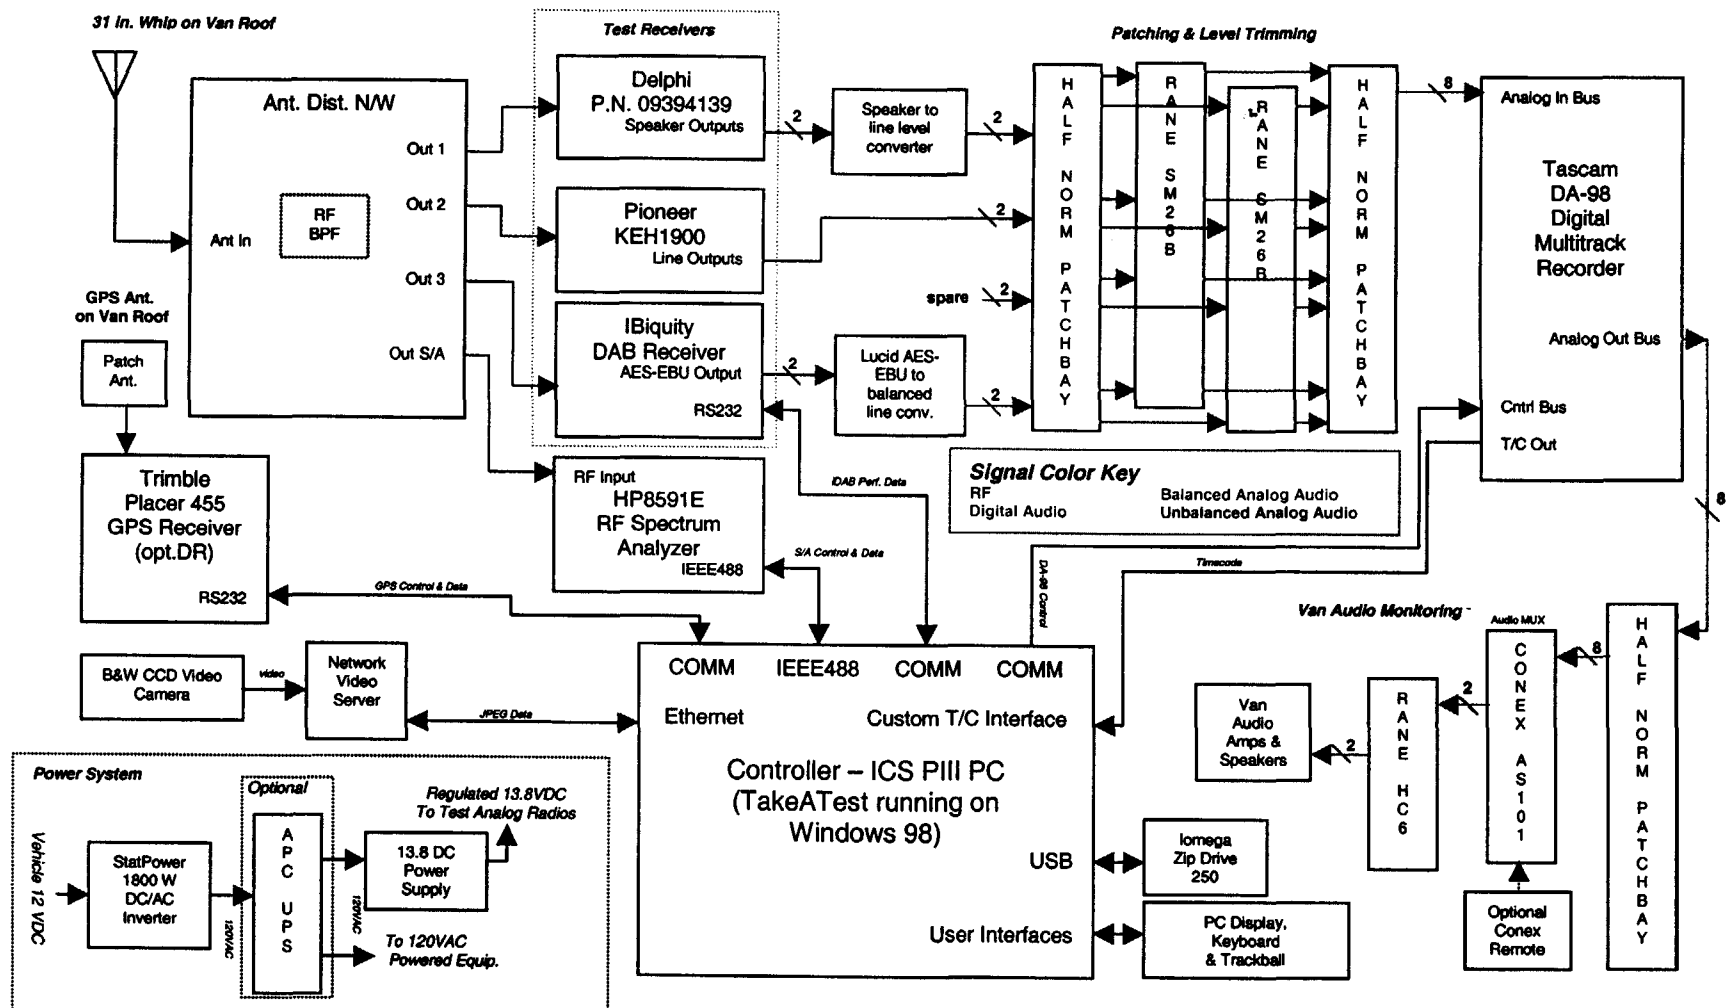 31 in. Whip on Van Roof
Test Receivers
Patching & Level Trimming
Ant. Dist. N/W
Out 1
Out 2
Out 3
Out S/A
Ant In
RF
BPF
Delphi
P.N. 09394139
Speaker Outputs
2
Speaker to
line level
converter
2
Pioneer
KEH1900
Line Outputs
2
spare
2
IBiquity
DAB Receiver
AES-EBU Output
RS232
2
Lucid AES-
EBU to
balanced
line conv.
2
HALF NORM PATCHBAY
RANE SM26B
RANE SM26B
HALF NORM PATCHBAY
8
Analog In Bus
Tascam
DA-98
Digital
Multitrack
Recorder
Analog Out Bus
Cntrl Bus
T/C Out
8
GPS Ant.
on Van Roof
Patch
Ant.
Trimble
Placer 455
GPS Receiver
(opt.DR)
RS232
RF Input
HP8591E
RF Spectrum
Analyzer
IEEE488
Signal Color Key
RF
Digital Audio
Balanced Analog Audio
Unbalanced Analog Audio
IDAB Perf. Data
S/A Control & Data
GPS Control & Data
DA-98 Control
Timecode
B&W CCD Video
Camera
video
Network
Video
Server
JPEG Data
COMM
IEEE488
COMM
COMM
Ethernet
Custom T/C Interface
Controller – ICS PIII PC
(TakeATest running on
Windows 98)
USB
User Interfaces
Iomega
Zip Drive
250
PC Display,
Keyboard
& Trackball
Van Audio Monitoring
Van
Audio
Amps &
Speakers
2
RANE HC6
2
Audio MUX
CONEX AS101
8
HALF NORM PATCHBAY
Optional
Conex
Remote
Power System
Vehicle 12 VDC
StatPower
1800 W
DC/AC
Inverter
120VAC
Optional
APC UPS
120VAC
13.8 DC
Power
Supply
Regulated 13.8VDC
To Test Analog Radios
To 120VAC
Powered Equip.